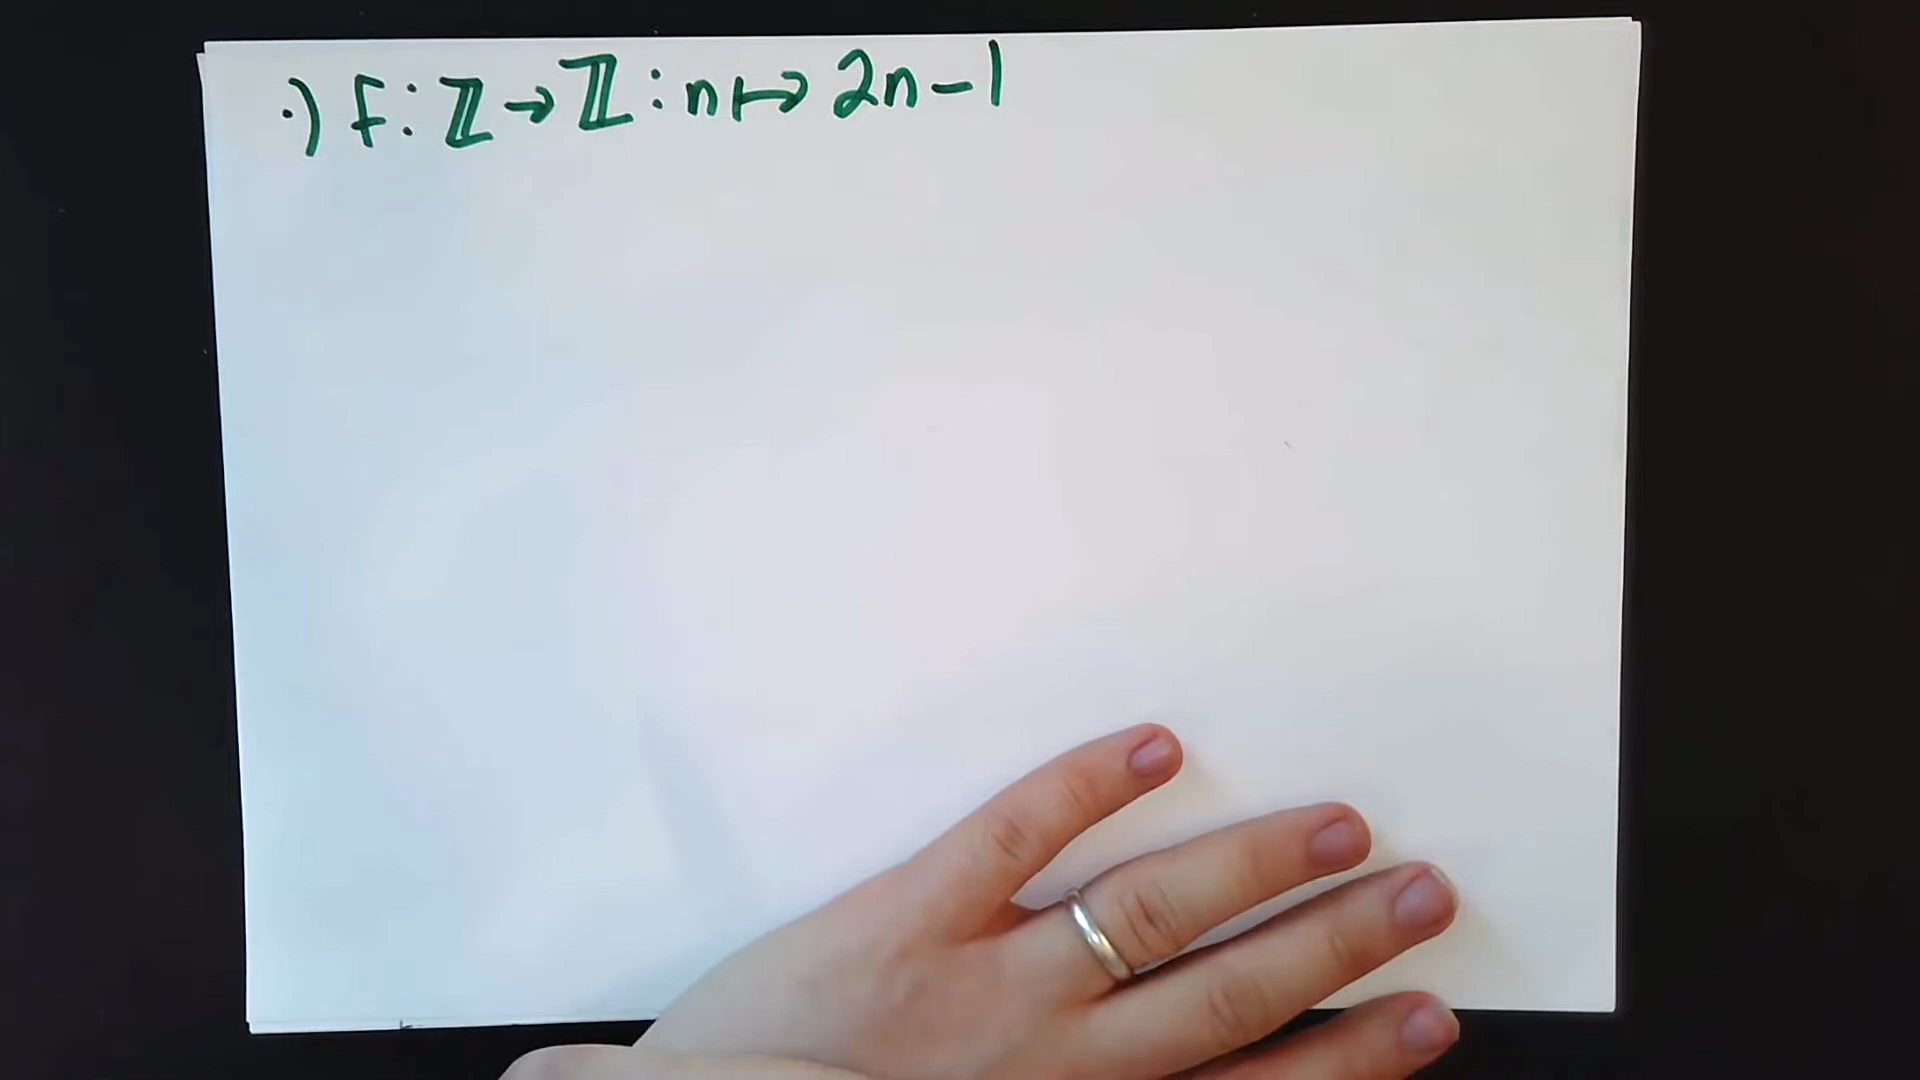 ·) f: ℤ → ℤ : n ↦ 2n - 1